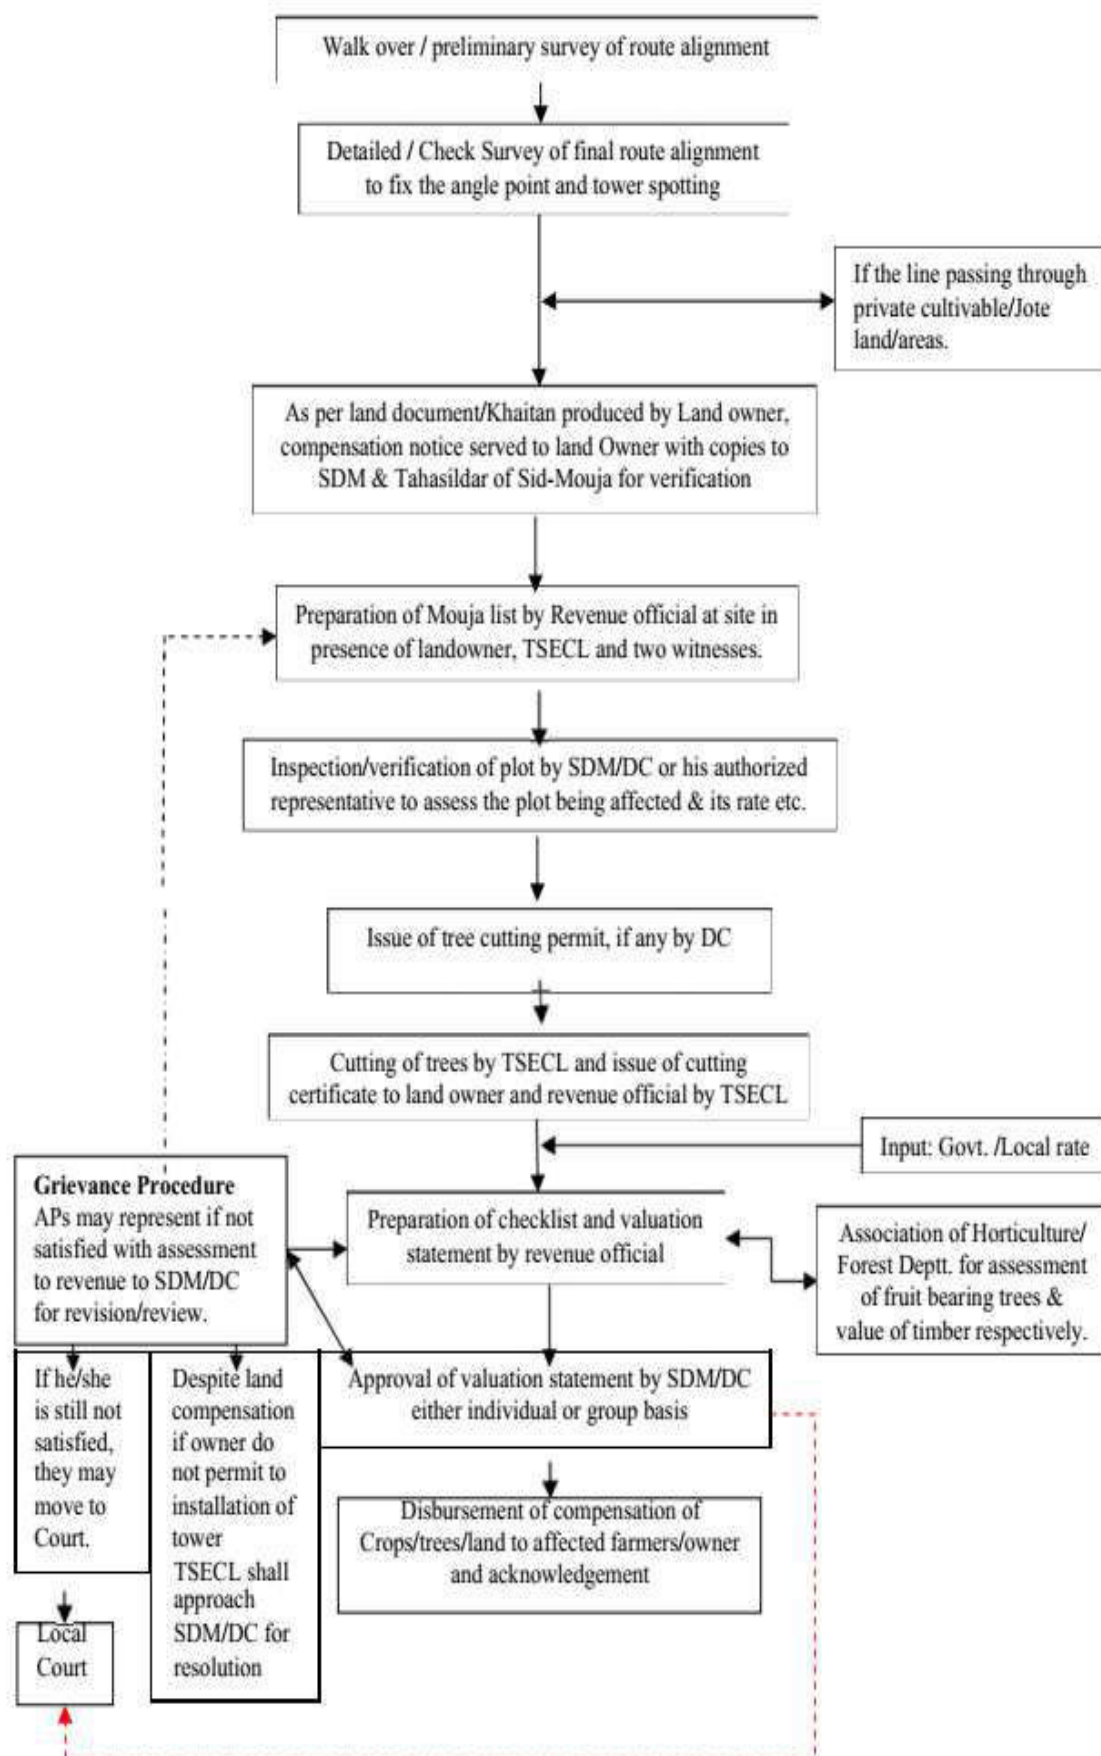 Walk over / preliminary survey of route alignment
Detailed / Check Survey of final route alignment
to fix the angle point and tower spotting
If the line passing through
private cultivable/Jote
land/areas.
As per land document/Khaitan produced by Land owner,
compensation notice served to land Owner with copies to
SDM & Tahasildar of Sid-Mouja for verification
Preparation of Mouja list by Revenue official at site in
presence of landowner, TSECL and two witnesses.
Inspection/verification of plot by SDM/DC or his authorized
representative to assess the plot being affected & its rate etc.
Issue of tree cutting permit, if any by DC
Cutting of trees by TSECL and issue of cutting
certificate to land owner and revenue official by TSECL
Input: Govt. /Local rate
Grievance Procedure
APs may represent if not
satisfied with assessment
to revenue to SDM/DC
for revision/review.
Preparation of checklist and valuation
statement by revenue official
Association of Horticulture/
Forest Deptt. for assessment
of fruit bearing trees &
value of timber respectively.
If he/she
is still not
satisfied,
they may
move to
Court.
Despite land
compensation
if owner do
not permit to
installation of
tower
TSECL shall
approach
SDM/DC for
resolution
Approval of valuation statement by SDM/DC
either individual or group basis
Disbursement of compensation of
Crops/trees/land to affected farmers/owner
and acknowledgement
Local
Court